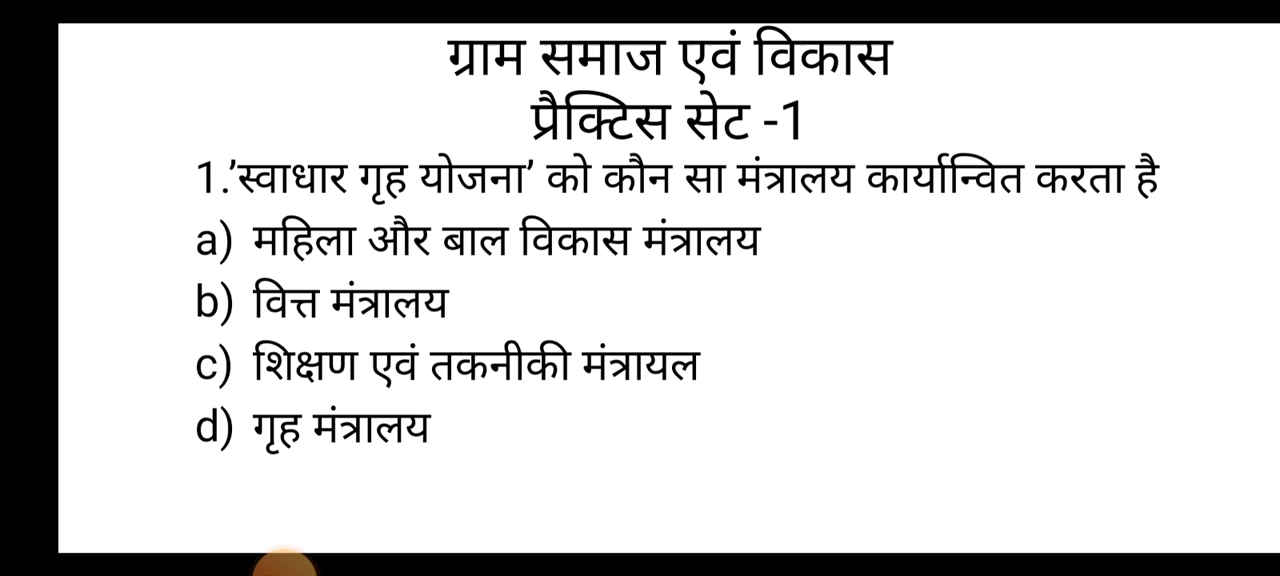 ग्राम समाज एवं विकास
प्रैक्टिस सेट -1
1.’स्वाधार गृह योजना’ को कौन सा मंत्रालय कार्यान्वित करता है
a) महिला और बाल विकास मंत्रालय
b) वित्त मंत्रालय
c) शिक्षण एवं तकनीकी मंत्रायल
d) गृह मंत्रालय